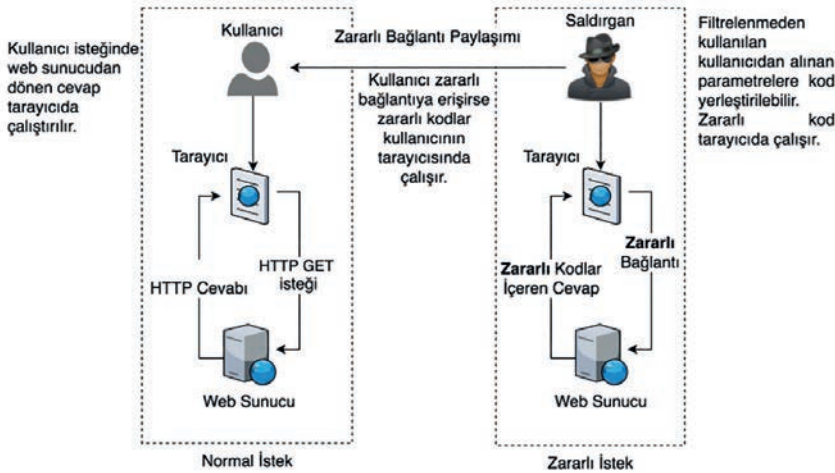 Kullanıcı isteğinde
web sunucudan
dönen cevap
tarayıcıda
çalıştırılır.
Kullanıcı
Zararlı Bağlantı Paylaşımı
Kullanıcı zararlı
bağlantıya erişirse
zararlı kodlar
kullanıcının
tarayıcısında
çalışır.
Saldırgan
Filtrelenmeden
kullanılan
kullanıcıdan alınan
parametrelere kod
yerleştirilebilir.
Zararlı kod
tarayıcıda çalışır.
Tarayıcı
HTTP Cevabı
HTTP GET
isteği
Web Sunucu
Normal İstek
Tarayıcı
Zararlı Kodlar
İçeren Cevap
Zararlı
Bağlantı
Web Sunucu
Zararlı İstek